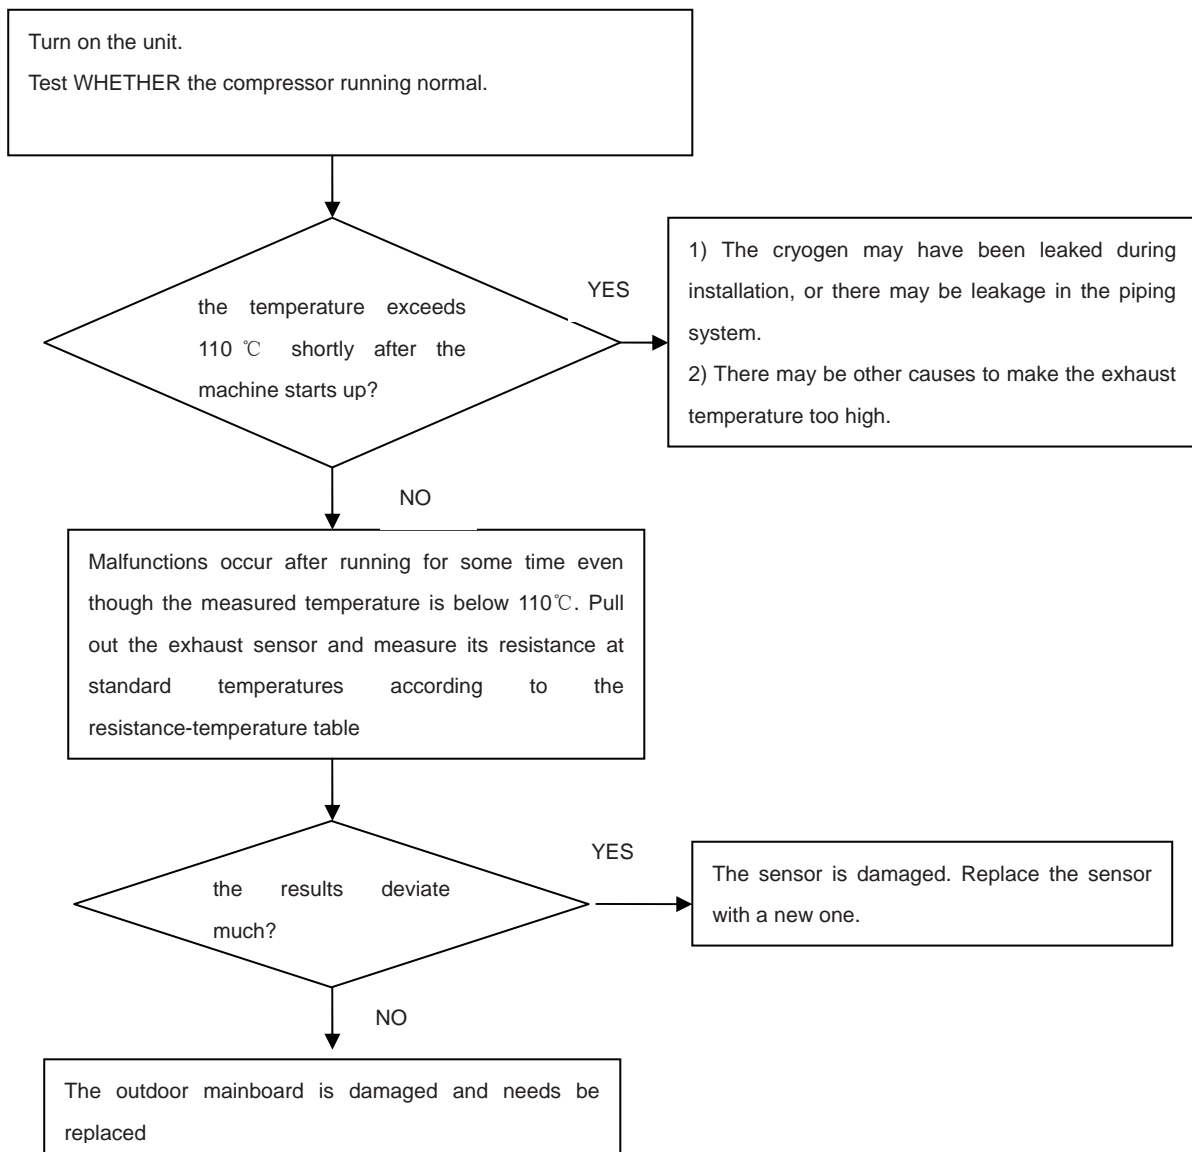 Turn on the unit.
Test WHETHER the compressor running normal.
the temperature exceeds
110 ℃ shortly after the
machine starts up?
YES
1) The cryogen may have been leaked during
installation, or there may be leakage in the piping
system.
2) There may be other causes to make the exhaust
temperature too high.
NO
Malfunctions occur after running for some time even
though the measured temperature is below 110℃. Pull
out the exhaust sensor and measure its resistance at
standard temperatures according to the
resistance-temperature table
the results deviate
much?
YES
The sensor is damaged. Replace the sensor
with a new one.
NO
The outdoor mainboard is damaged and needs be
replaced